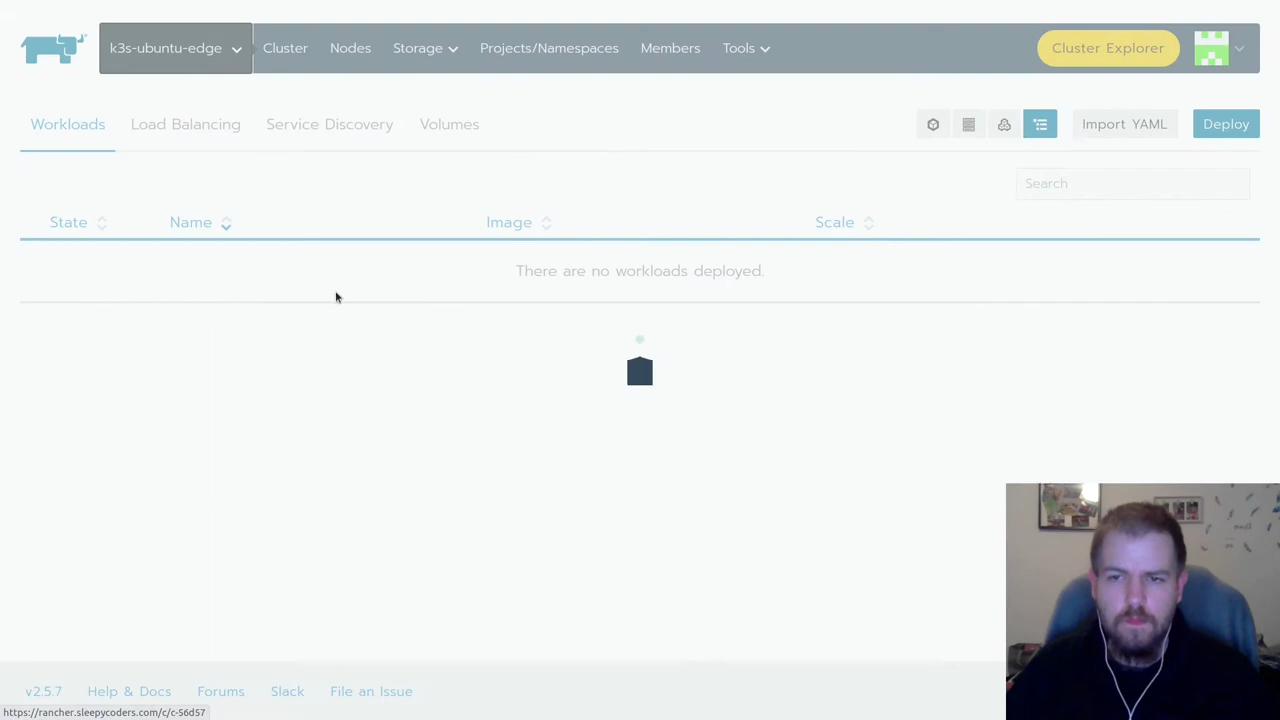 k3s-ubuntu-edge Cluster Nodes Storage Projects/Namespaces Members Tools Cluster Explorer
Workloads Load Balancing Service Discovery Volumes Import YAML Deploy
Search
State Name Image Scale
There are no workloads deployed.
v2.5.7 Help & Docs Forums Slack File an Issue
https://rancher.sleepycoders.com/c/c-56d57